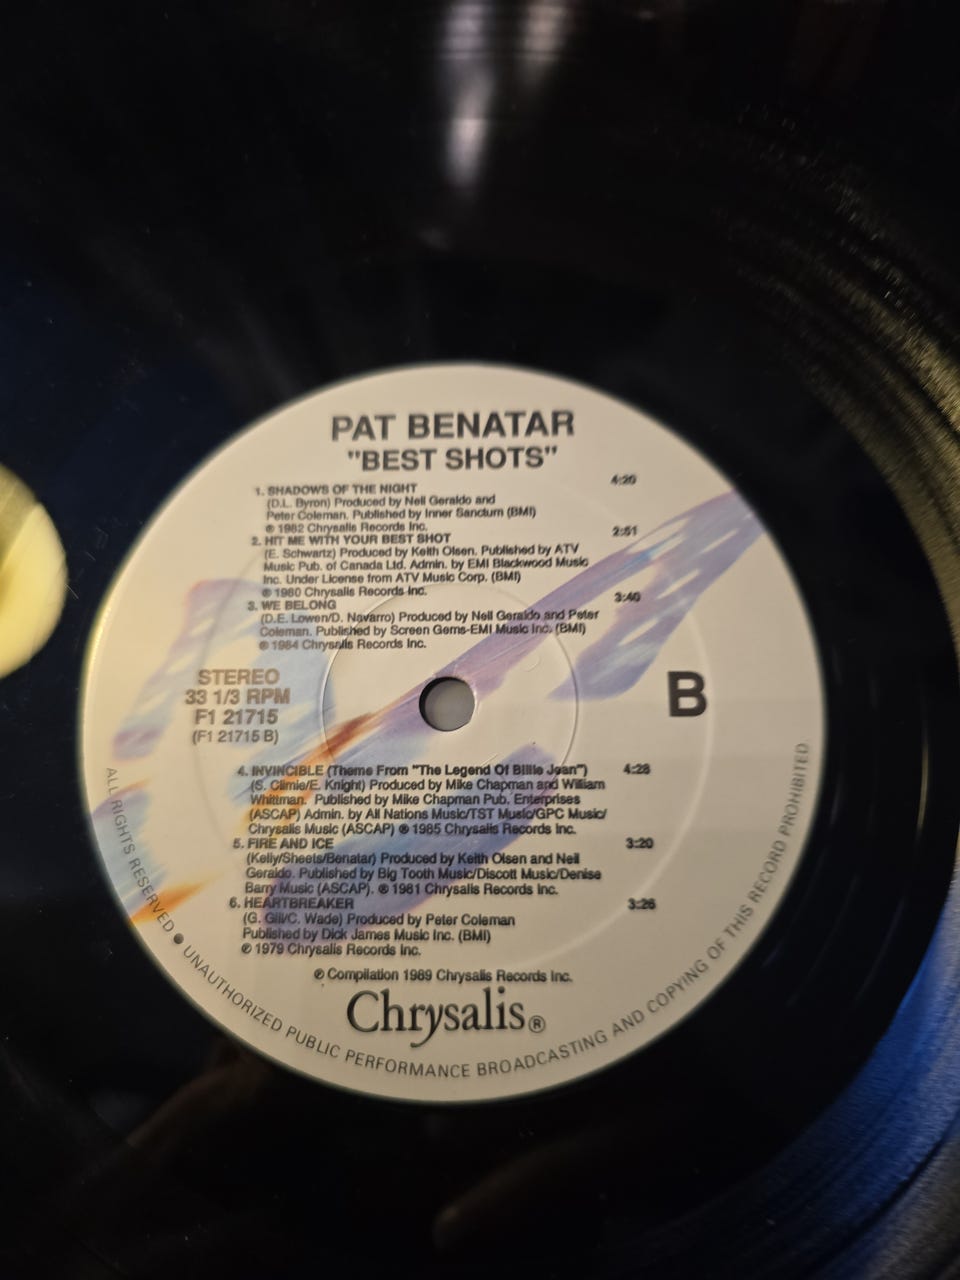 PAT BENATAR
"BEST SHOTS"
1. SHADOWS OF THE NIGHT 4:20
(D.L. Byron) Produced by Neil Geraldo and
Peter Coleman. Published by Inner Sanctum (BMI)
℗ 1982 Chrysalis Records Inc.
2. HIT ME WITH YOUR BEST SHOT 2:51
(E. Schwartz) Produced by Keith Olsen. Published by ATV
Music Pub. of Canada Ltd. Admin. by EMI Blackwood Music
Inc. Under License from ATV Music Corp. (BMI)
℗ 1980 Chrysalis Records Inc.
3. WE BELONG 3:40
(D.E. Lowen/D. Navarro) Produced by Neil Geraldo and Peter
Coleman. Published by Screen Gems-EMI Music Inc. (BMI)
℗ 1984 Chrysalis Records Inc.
STEREO
33 1/3 RPM
F1 21715
(F1 21715 B)
B
4. INVINCIBLE (Theme From "The Legend Of Billie Jean") 4:28
(S. Climie/E. Knight) Produced by Mike Chapman and William
Whittman. Published by Mike Chapman Pub. Enterprises
(ASCAP) Admin. by All Nations Music/TST Music/GPC Music/
Chrysalis Music (ASCAP) ℗ 1985 Chrysalis Records Inc.
5. FIRE AND ICE 3:20
(Kelly/Sheets/Benatar) Produced by Keith Olsen and Neil
Geraldo. Published by Big Tooth Music/Discott Music/Denise
Barry Music (ASCAP). ℗ 1981 Chrysalis Records Inc.
6. HEARTBREAKER 3:26
(G. Gill/C. Wade) Produced by Peter Coleman
Published by Dick James Music Inc. (BMI)
℗ 1979 Chrysalis Records Inc.
℗ Compilation 1989 Chrysalis Records Inc.
Chrysalis®
ALL RIGHTS RESERVED ● UNAUTHORIZED PUBLIC PERFORMANCE BROADCASTING AND COPYING OF THIS RECORD PROHIBITED